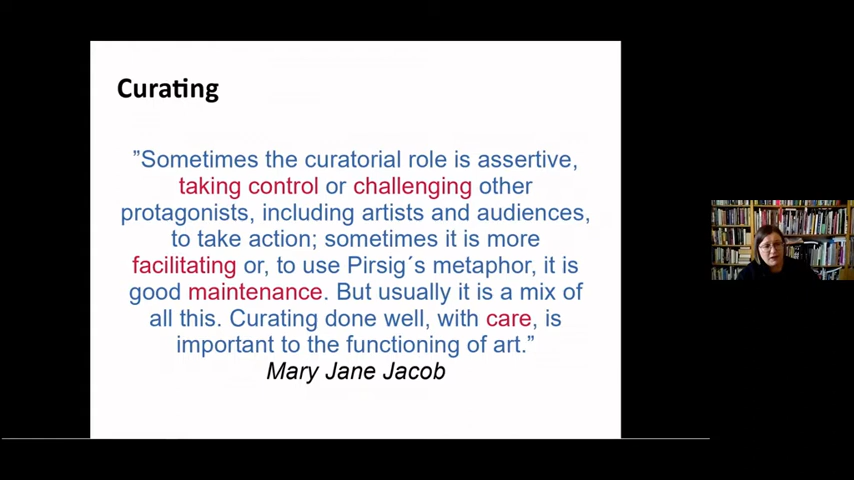 Curating
”Sometimes the curatorial role is assertive,
taking control or challenging other
protagonists, including artists and audiences,
to take action; sometimes it is more
facilitating or, to use Pirsig´s metaphor, it is
good maintenance. But usually it is a mix of
all this. Curating done well, with care, is
important to the functioning of art.”
Mary Jane Jacob